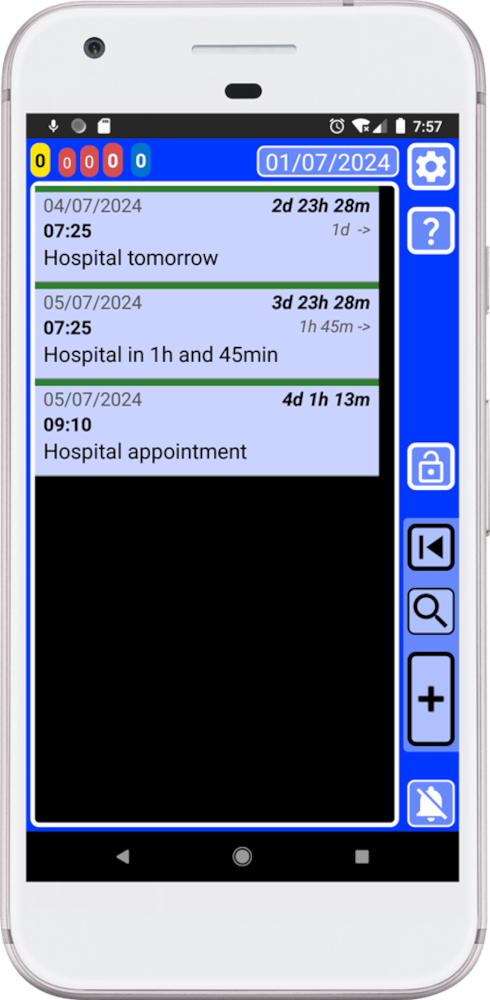 7:57
0 0 0 0 0 01/07/2024
?
04/07/2024 2d 23h 28m
07:25 1d ->
Hospital tomorrow
05/07/2024 3d 23h 28m
07:25 1h 45m ->
Hospital in 1h and 45min
05/07/2024 4d 1h 13m
09:10
Hospital appointment
+